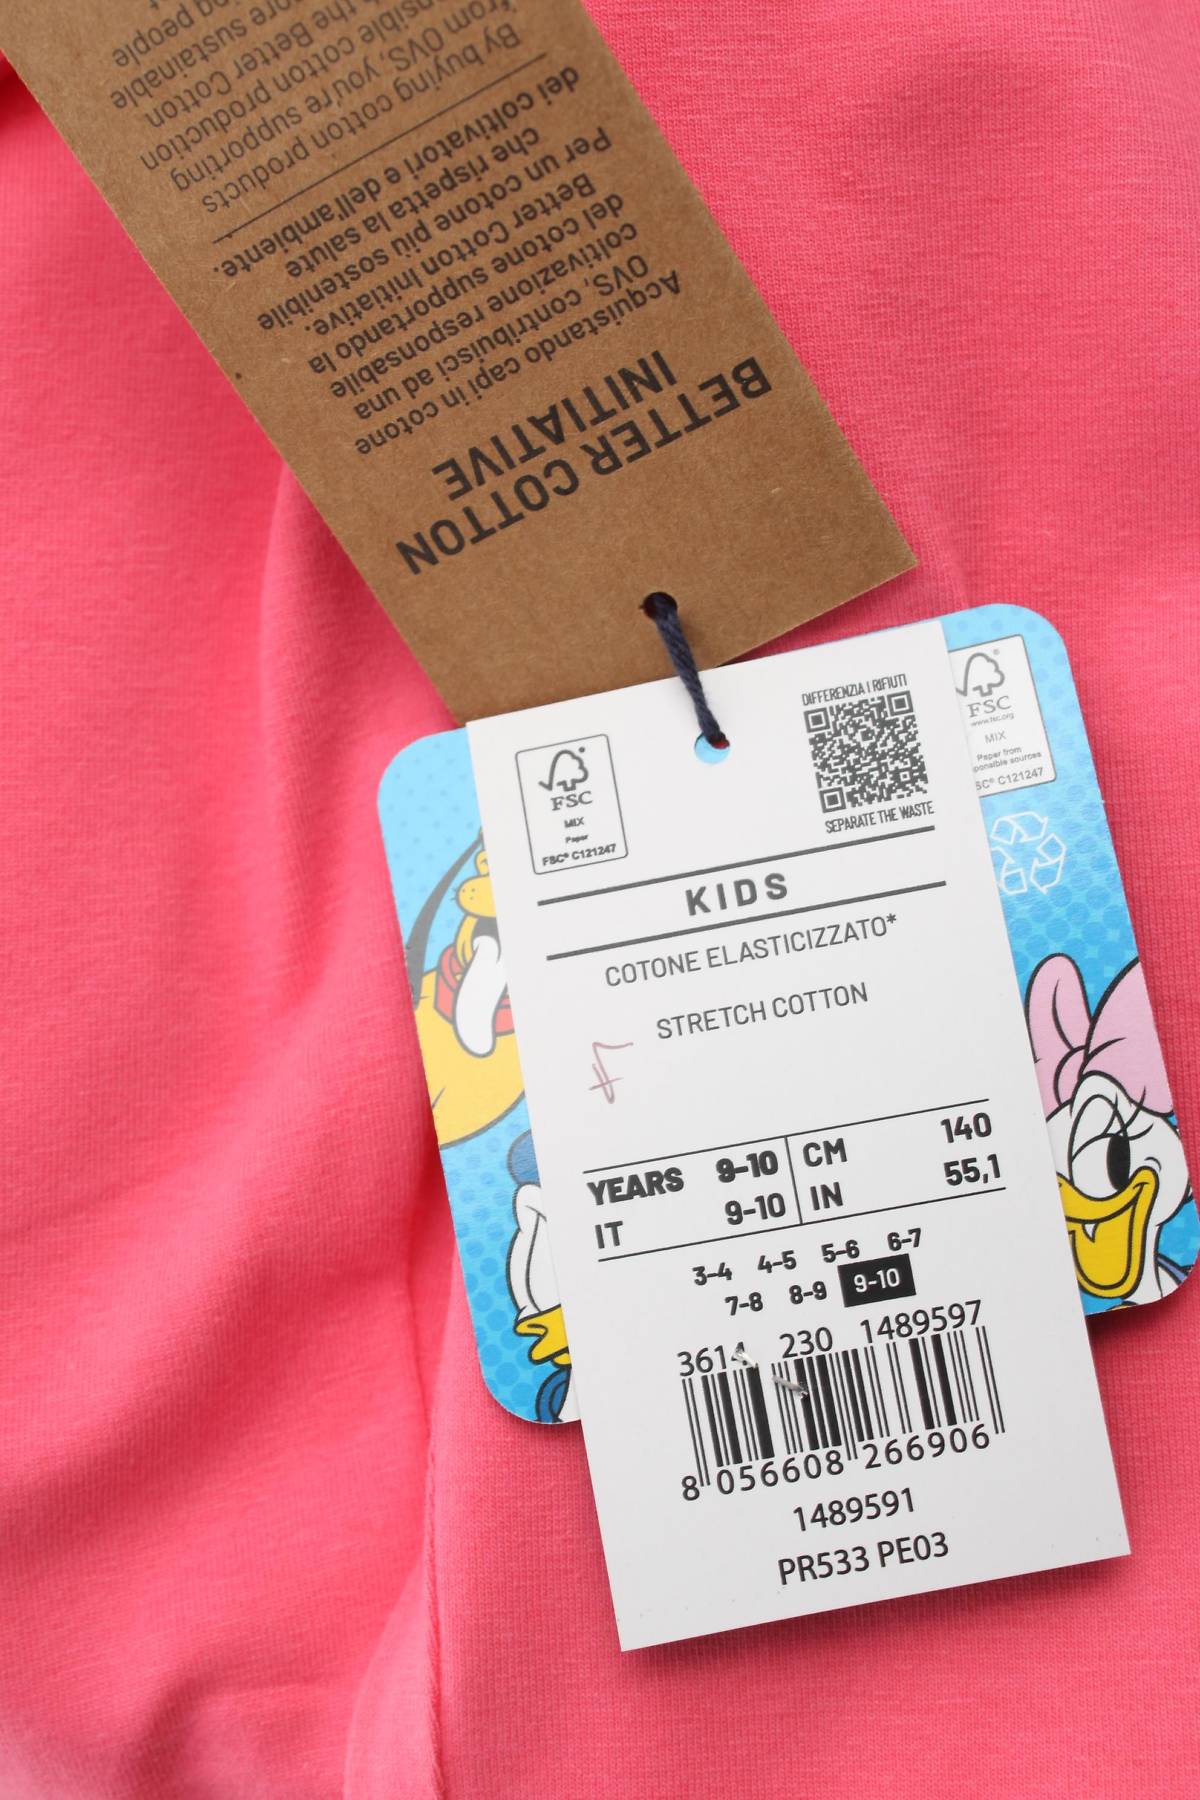 BETTER COTTON
INITIATIVE
Acquistando capi in cotone
OVS, contribuisci ad una
coltivazione responsabile
del cotone supportando la
Better Cotton Initiative.
Per un cotone più sostenibile
che rispetta la salute
dei coltivatori e dell'ambiente.
By buying cotton products
from OVS, you're supporting
cotton production
the Better Cotton
sustainable
people
DIFFERENZIA I RIFIUTI
SEPARATE THE WASTE
FSC
MIX
Paper
FSC® C121247
FSC
www.fsc.org
MIX
Paper from
sources
C121247
KIDS
COTONE ELASTICIZZATO*
STRETCH COTTON
YEARS 9-10 CM 140
IT 9-10 IN 55,1
3-4 4-5 5-6 6-7
7-8 8-9 9-10
3614 230 1489597
8 056608 266906
1489591
PR533 PE03